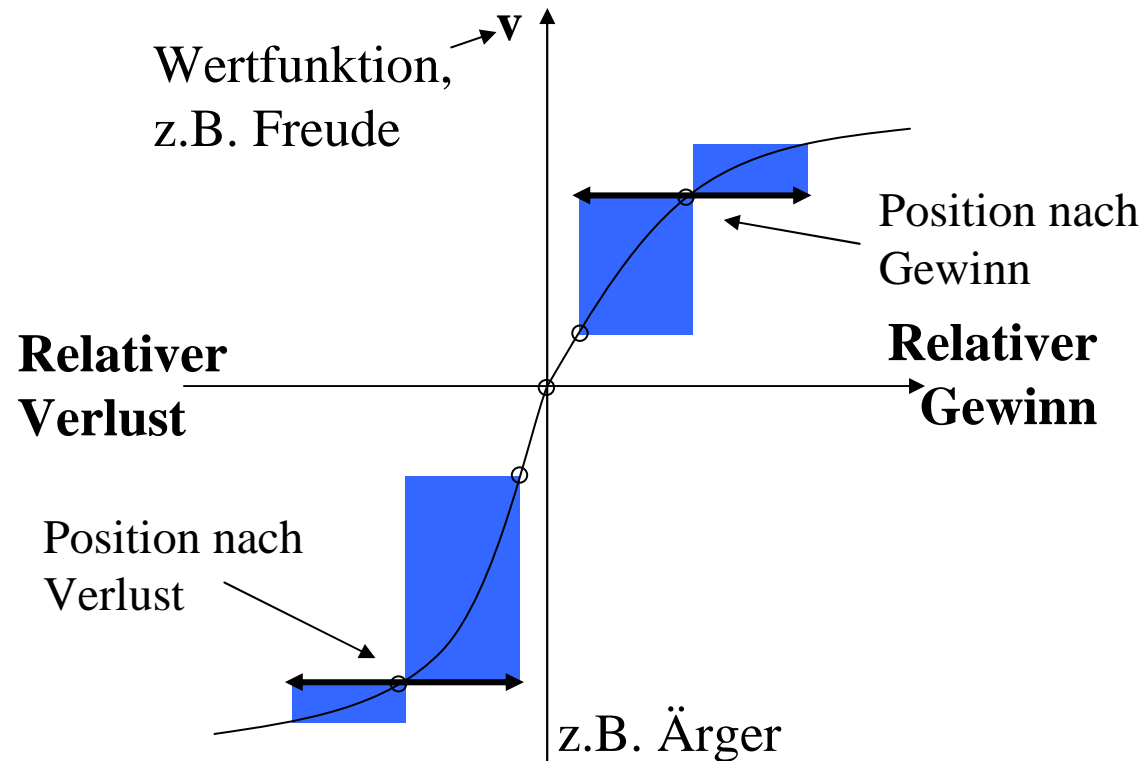 v
Wertfunktion,
z.B. Freude
Position nach
Gewinn
Relativer
Verlust
Relativer
Gewinn
Position nach
Verlust
z.B. Ärger